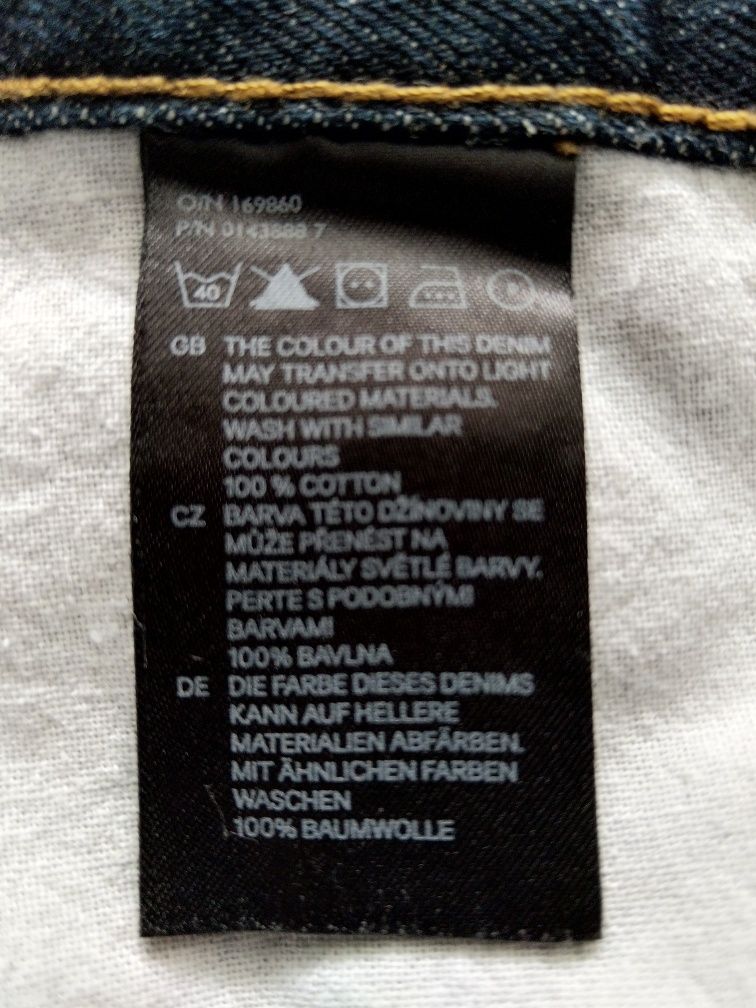 O/N 169860
P/N 0143888 7
40
GB THE COLOUR OF THIS DENIM
MAY TRANSFER ONTO LIGHT
COLOURED MATERIALS.
WASH WITH SIMILAR
COLOURS
100 % COTTON
CZ BARVA TÉTO DŽÍNOVINY SE
MŮŽE PŘENÉST NA
MATERIÁLY SVĚTLÉ BARVY.
PERTE S PODOBNÝMI
BARVAMI
100% BAVLNA
DE DIE FARBE DIESES DENIMS
KANN AUF HELLERE
MATERIALIEN ABFÄRBEN.
MIT ÄHNLICHEN FARBEN
WASCHEN
100% BAUMWOLLE